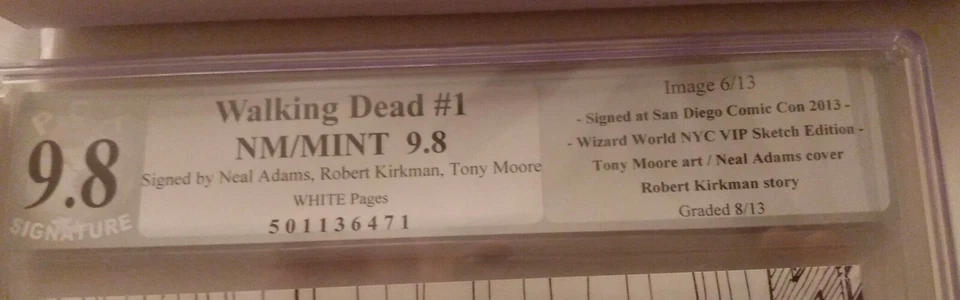 9.8
SIGNATURE
Walking Dead #1
NM/MINT 9.8
Signed by Neal Adams, Robert Kirkman, Tony Moore
WHITE Pages
501136471
Image 6/13
- Signed at San Diego Comic Con 2013 -
- Wizard World NYC VIP Sketch Edition -
Tony Moore art / Neal Adams cover
Robert Kirkman story
Graded 8/13